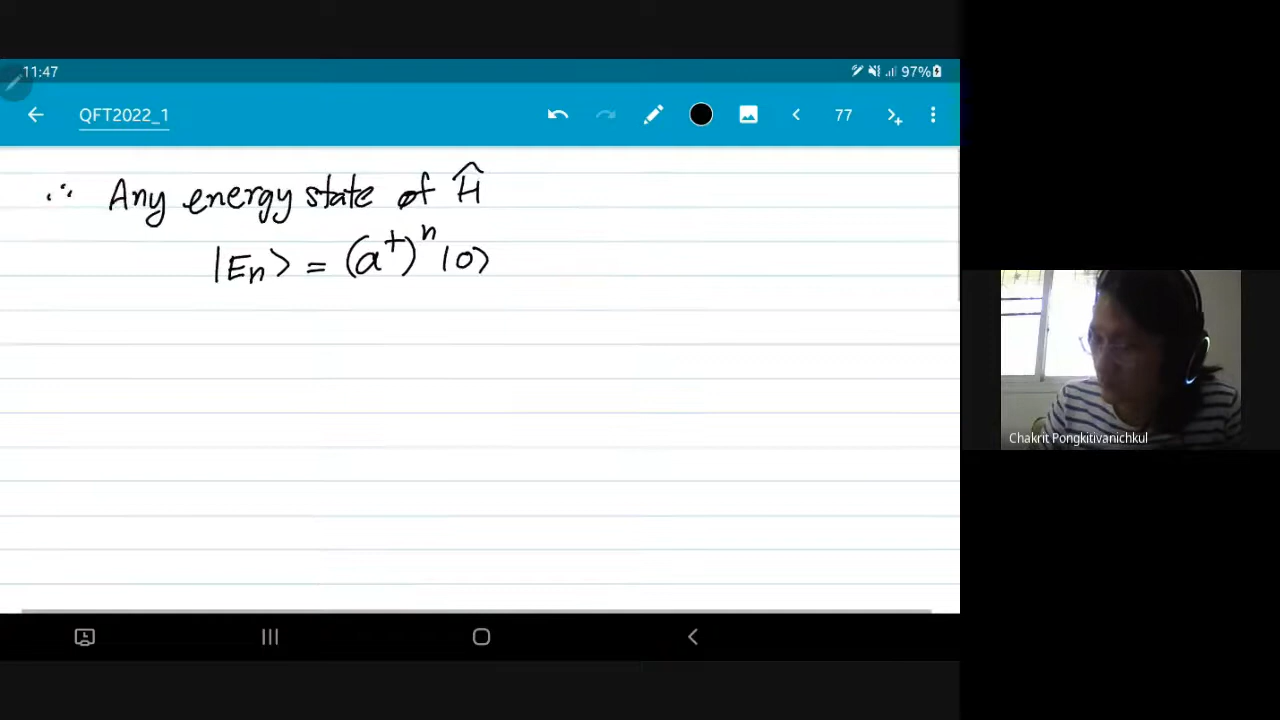 11:47
97%
QFT2022_1
77
∴ Any energy state of Ĥ
|Eₙ⟩ = (a†)ⁿ |0⟩
Chakrit Pongkitivanichkul